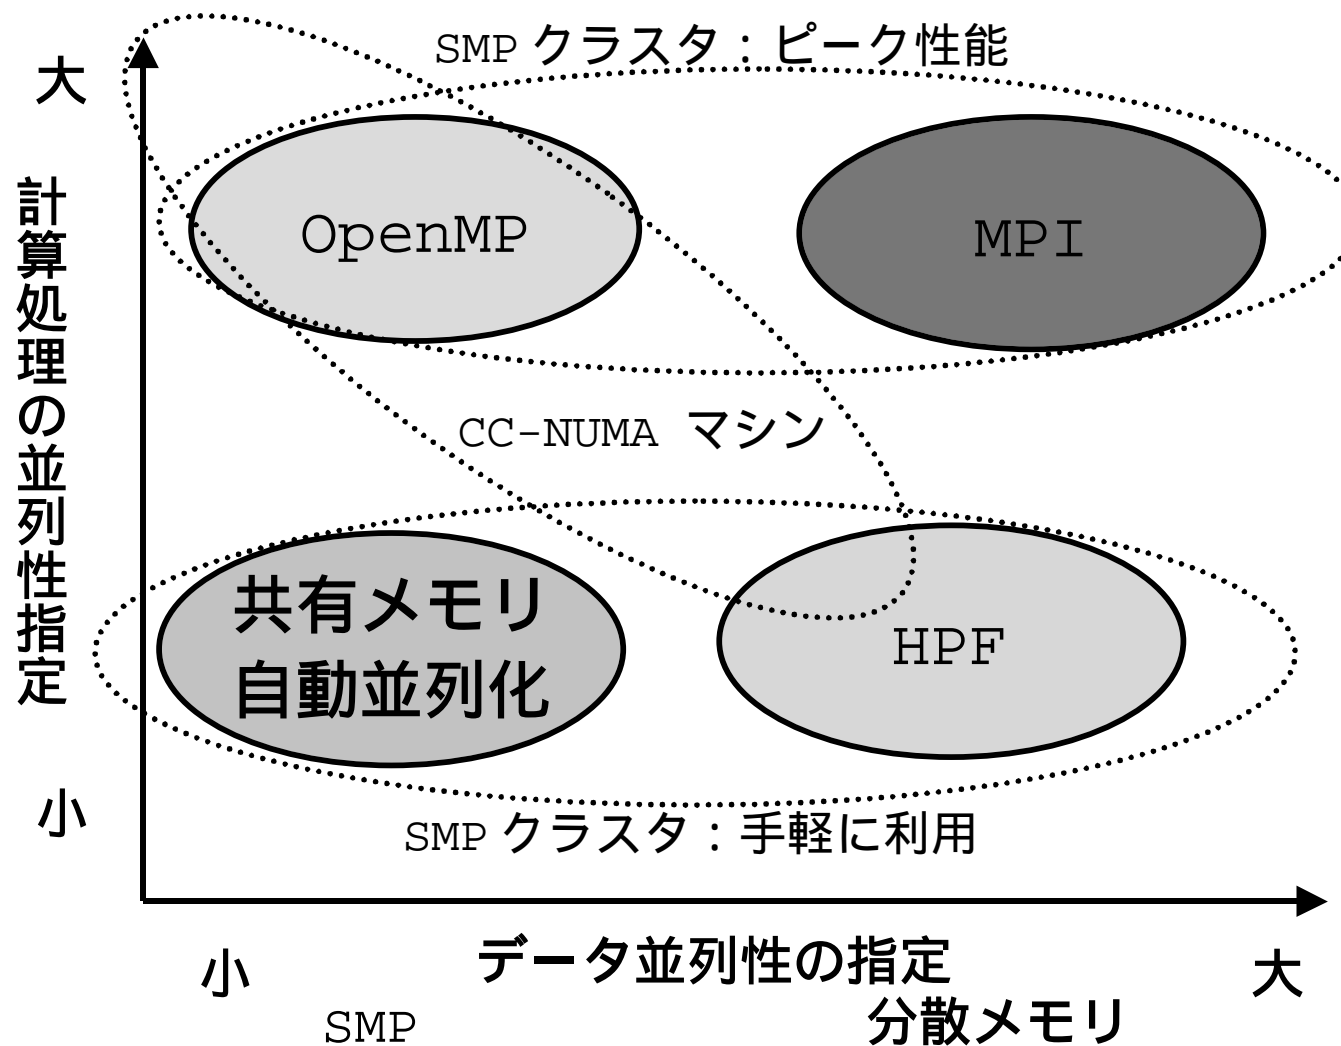 SMP クラスタ：ピーク性能
大
計算処理の並列性指定
OpenMP
MPI
CC-NUMA マシン
共有メモリ
自動並列化
HPF
小
SMP クラスタ：手軽に利用
小
データ並列性の指定
大
SMP
分散メモリ